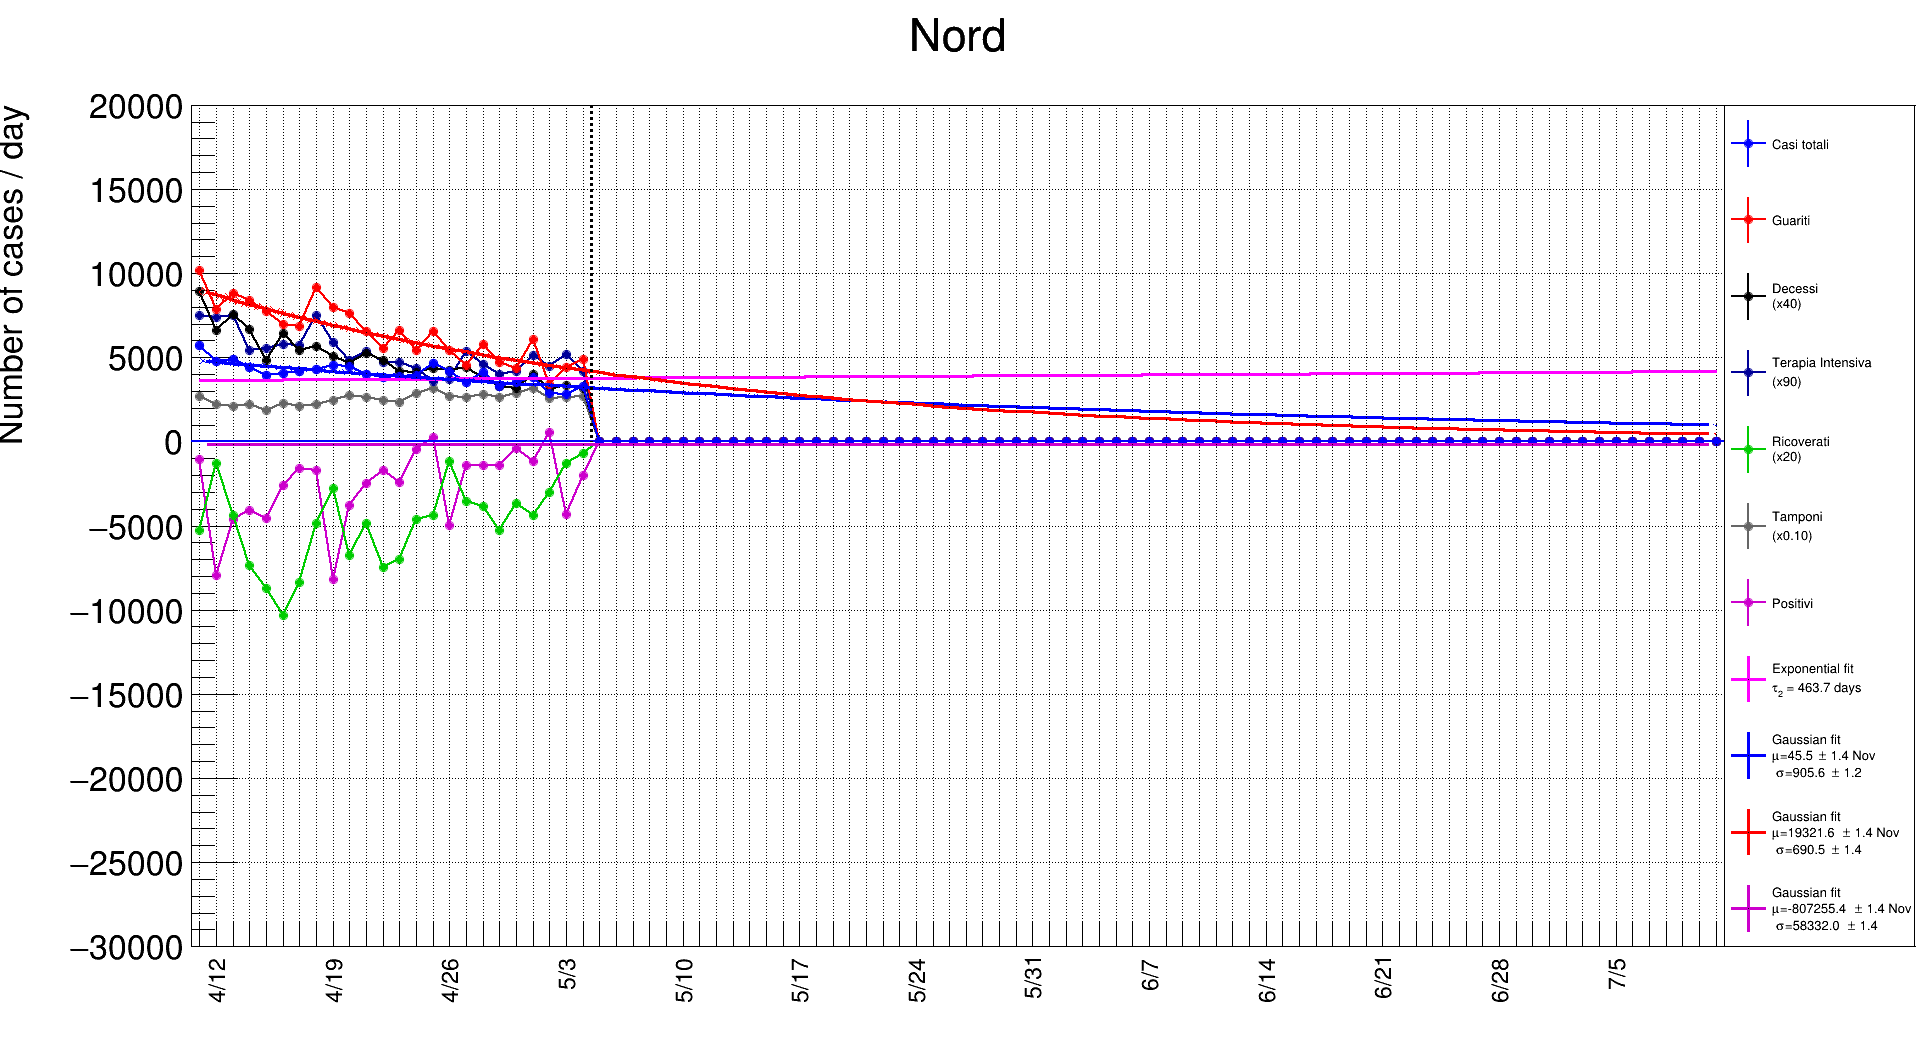 Nord
Number of cases / day
20000
15000
10000
5000
0
−5000
−10000
−15000
−20000
−25000
−30000
4/12
4/19
4/26
5/3
5/10
5/17
5/24
5/31
6/7
6/14
6/21
6/28
7/5
Casi totali
Guariti
Decessi
(x40)
Terapia Intensiva
(x90)
Ricoverati
(x20)
Tamponi
(x0.10)
Positivi
Exponential fit
τ2 = 463.7 days
Gaussian fit
μ=45.5 ± 1.4 Nov
σ=905.6 ± 1.2
Gaussian fit
μ=19321.6 ± 1.4 Nov
σ=690.5 ± 1.4
Gaussian fit
μ=-807255.4 ± 1.4 Nov
σ=58332.0 ± 1.4